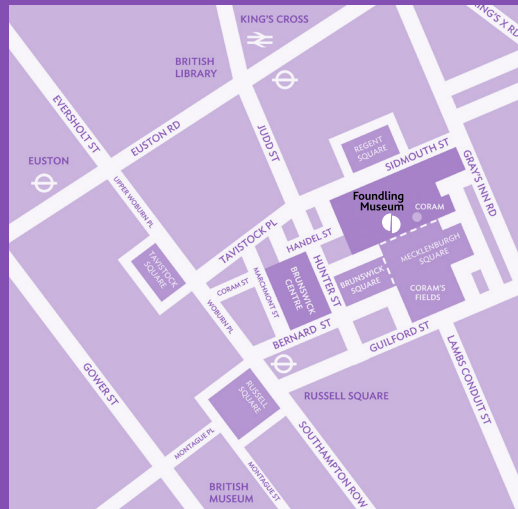 KING'S CROSS
KING'S X RD
BRITISH
LIBRARY
EVERSHOLT ST
EUSTON RD
JUDD ST
REGENT
SQUARE
SIDMOUTH ST
GRAY'S INN RD
EUSTON
UPPER WOBURN PL
Foundling
Museum
CORAM
TAVISTOCK PL
HANDEL ST
TAVISTOCK
SQUARE
MECKLENBURGH
SQUARE
CORAM ST
MARCHMONT ST
BRUNSWICK
CENTRE
HUNTER ST
BRUNSWICK
SQUARE
CORAM'S
FIELDS
WOBURN PL
BERNARD ST
GUILFORD ST
LAMBS CONDUIT ST
GOWER ST
RUSSELL
SQUARE
RUSSELL SQUARE
SOUTHAMPTON ROW
MONTAGUE PL
MONTAGUE ST
BRITISH
MUSEUM